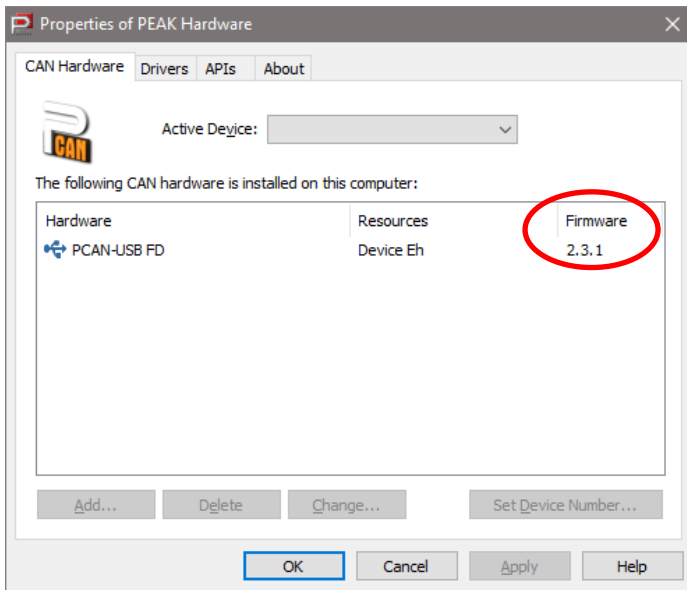 Properties of PEAK Hardware
CAN Hardware Drivers APIs About
PCAN
Active Device:
The following CAN hardware is installed on this computer:
Hardware Resources Firmware
PCAN-USB FD Device Eh 2.3.1
Add... Delete Change... Set Device Number...
OK Cancel Apply Help